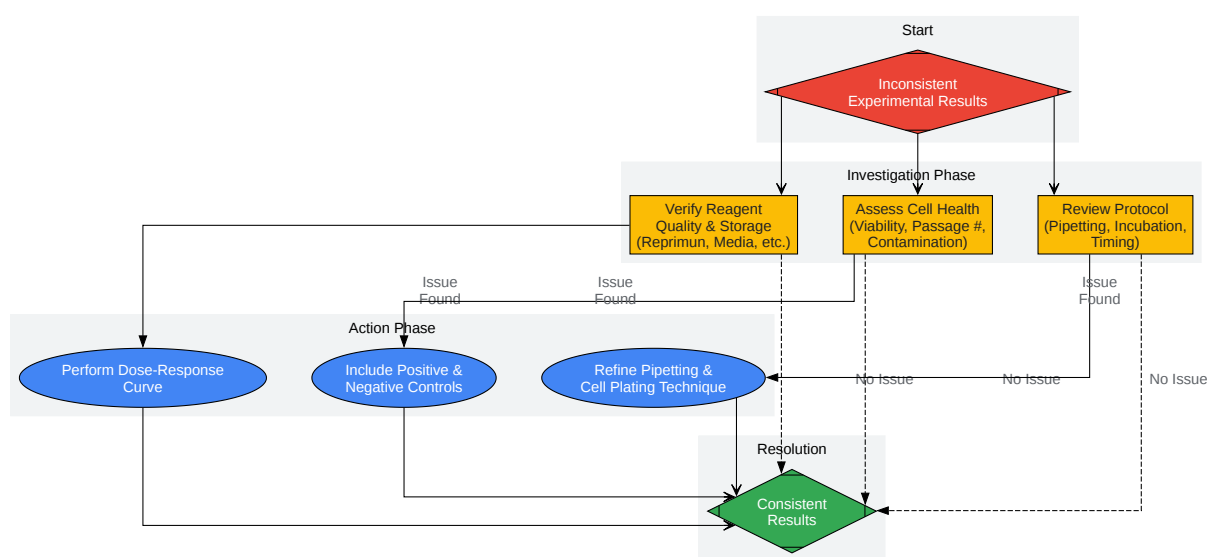 Start
Inconsistent
Experimental Results
Investigation Phase
Verify Reagent
Quality & Storage
(Reprimun, Media, etc.)
Assess Cell Health
(Viability, Passage #,
Contamination)
Review Protocol
(Pipetting, Incubation,
Timing)
Issue
Found
Issue
Found
Issue
Found
Action Phase
Perform Dose-Response
Curve
Include Positive &
Negative Controls
Refine Pipetting &
Cell Plating Technique
No Issue
No Issue
No Issue
Resolution
Consistent
Results